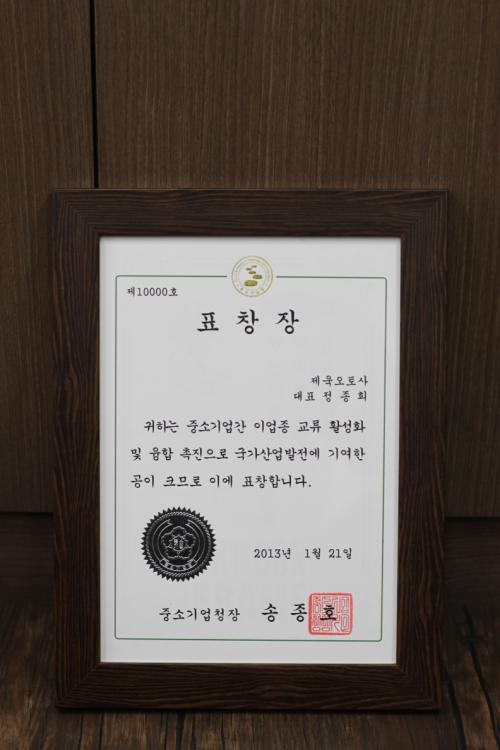 제10000호
표 창 장
제욱오토사
대표 정 종 희
귀하는 중소기업간 이업종 교류 활성화
및 융합 촉진으로 국가산업발전에 기여한
공이 크므로 이에 표창합니다.
2013년 1월 21일
중소기업청장 송 종 호